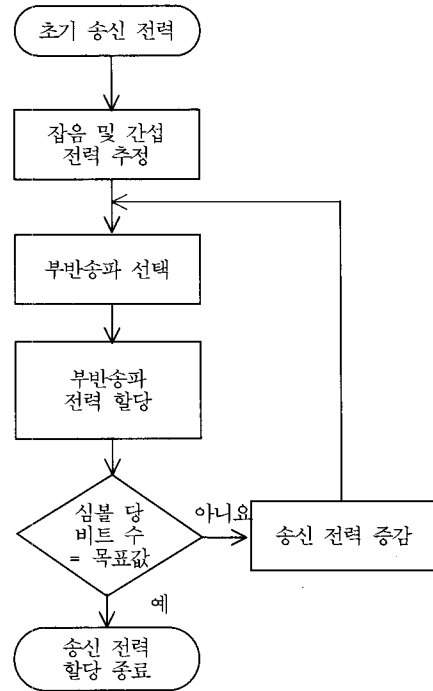 초기 송신 전력
잡음 및 간섭
전력 추정
부반송파 선택
부반송파
전력 할당
심볼 당
비트 수
= 목표값
아니요
송신 전력 증감
예
송신 전력
할당 종료